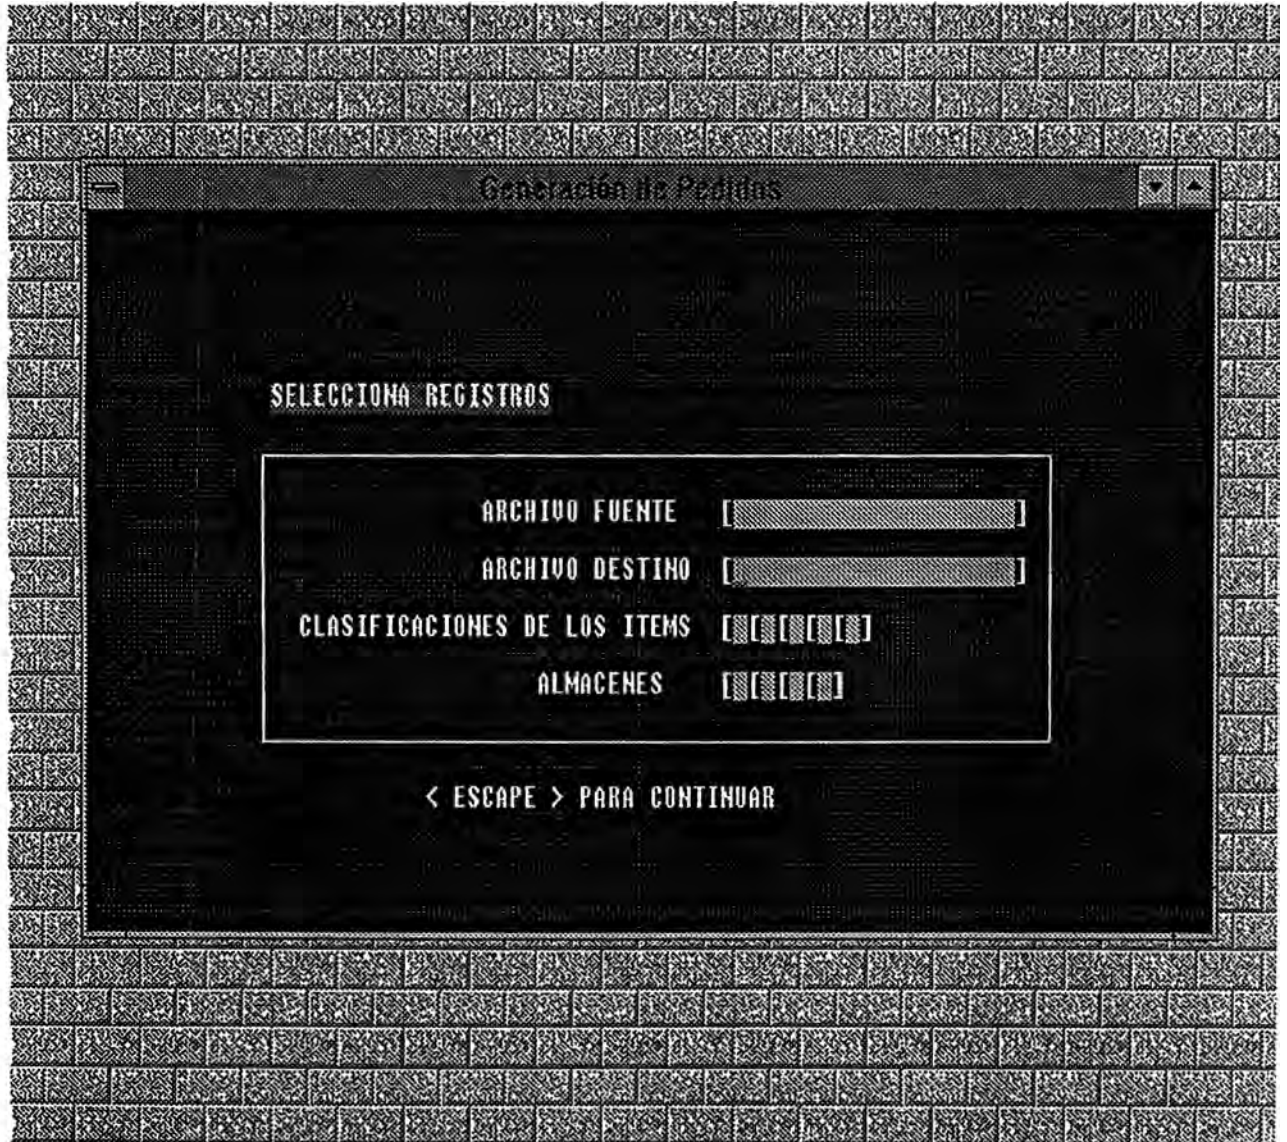 Generación de Pedidos
SELECCIONA REGISTROS
ARCHIVO FUENTE [ ]
ARCHIVO DESTINO [ ]
CLASIFICACIONES DE LOS ITEMS [ [ [ [ [ ]
ALMACENES [ [ [ [ ]
< ESCAPE > PARA CONTINUAR